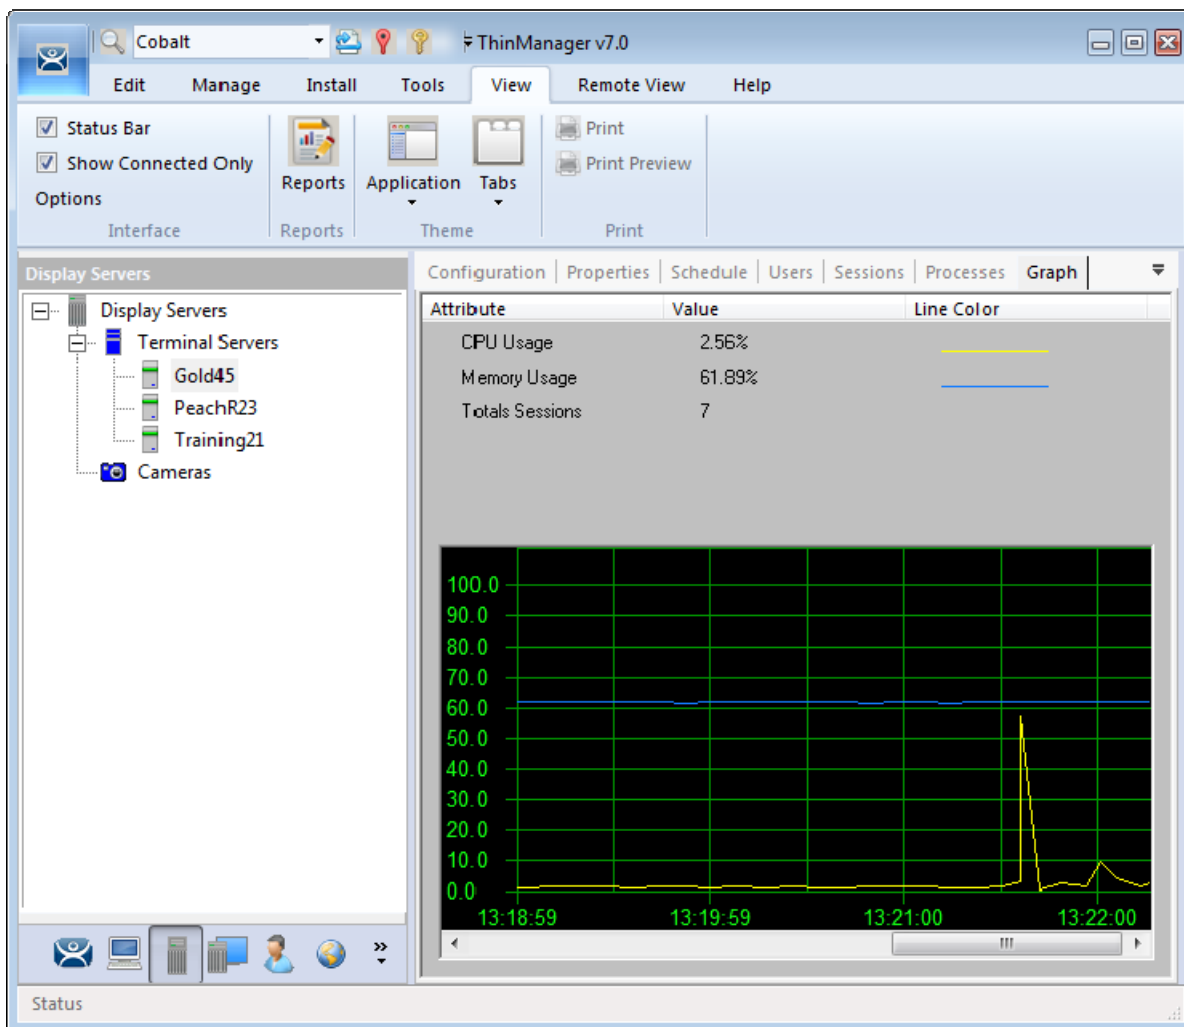 Cobalt ThinManager v7.0
Edit Manage Install Tools View Remote View Help
Status Bar
Show Connected Only
Options
Interface
Reports
Reports
Application Tabs
Theme
Print
Print Preview
Print
Display Servers
Display Servers
Terminal Servers
Gold45
PeachR23
Training21
Cameras
Configuration Properties Schedule Users Sessions Processes Graph
Attribute Value Line Color
CPU Usage 2.56%
Memory Usage 61.89%
Totals Sessions 7
100.0
90.0
80.0
70.0
60.0
50.0
40.0
30.0
20.0
10.0
0.0
13:18:59 13:19:59 13:21:00 13:22:00
Status